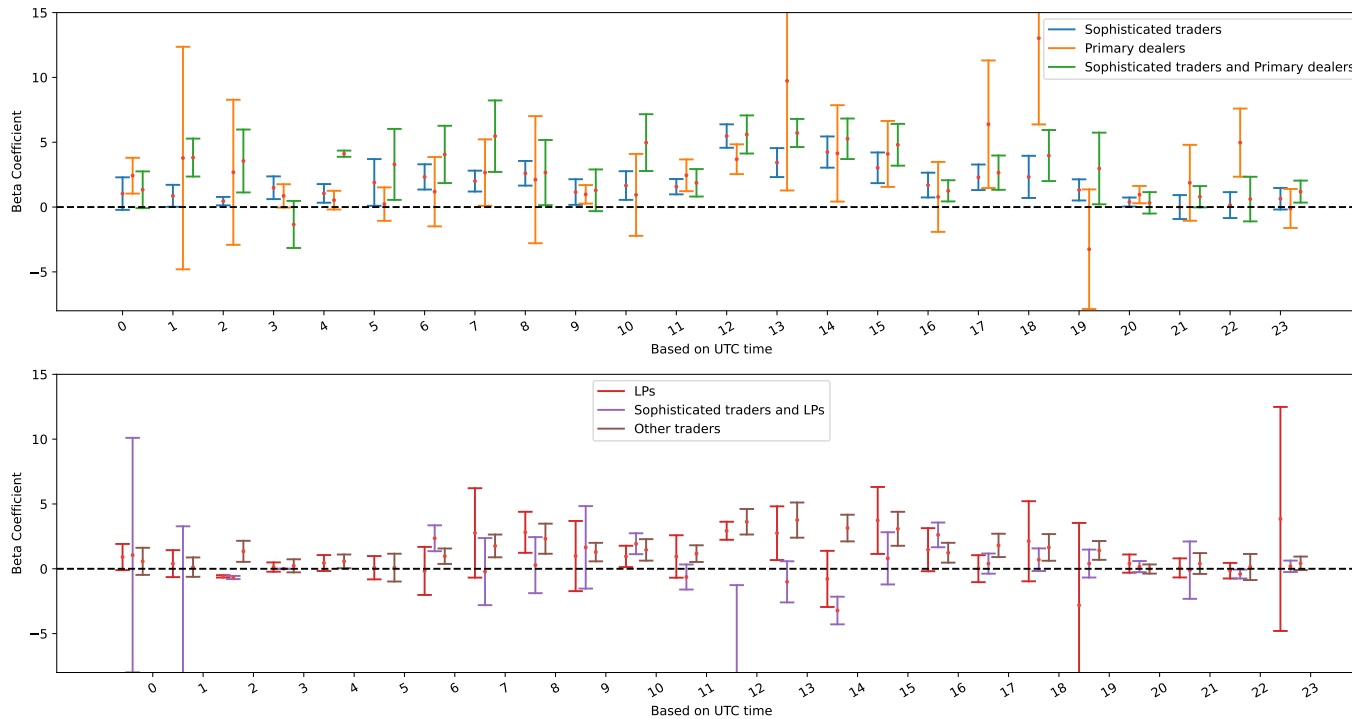 15
10
5
0
−5
Beta Coefficient
Sophisticated traders
Primary dealers
Sophisticated traders and Primary dealers
0 1 2 3 4 5 6 7 8 9 10 11 12 13 14 15 16 17 18 19 20 21 22 23
Based on UTC time
15
10
5
0
−5
Beta Coefficient
LPs
Sophisticated traders and LPs
Other traders
0 1 2 3 4 5 6 7 8 9 10 11 12 13 14 15 16 17 18 19 20 21 22 23
Based on UTC time